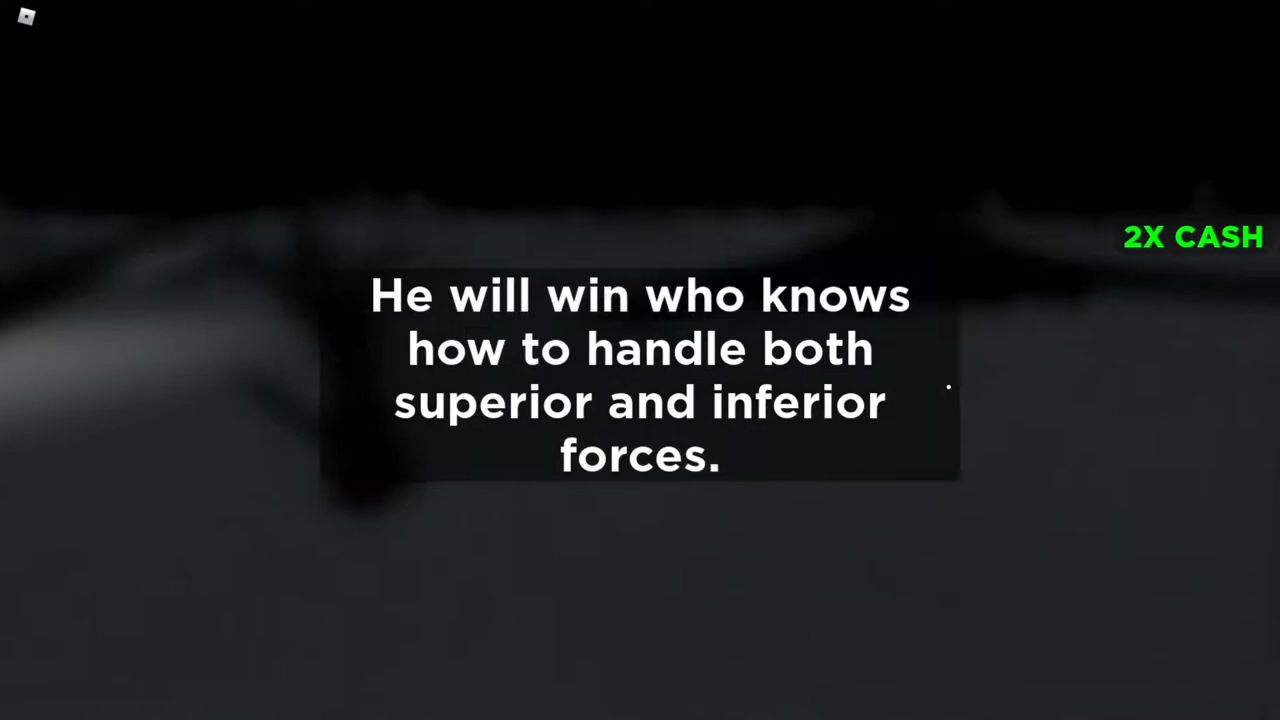 2X CASH
He will win who knows
how to handle both
superior and inferior
forces.